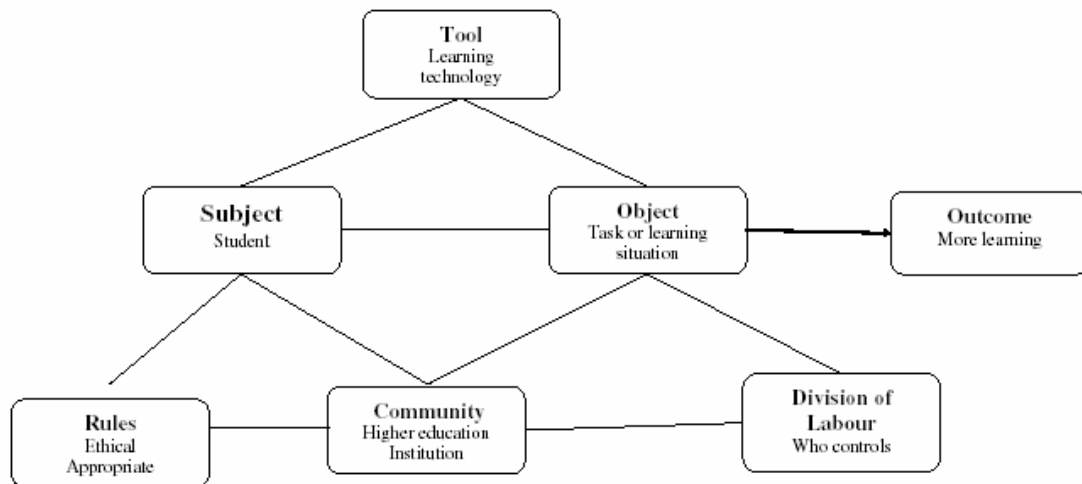 Tool
Learning
technology
Subject
Student
Object
Task or learning
situation
Outcome
More learning
Rules
Ethical
Appropriate
Community
Higher education
Institution
Division of
Labour
Who controls